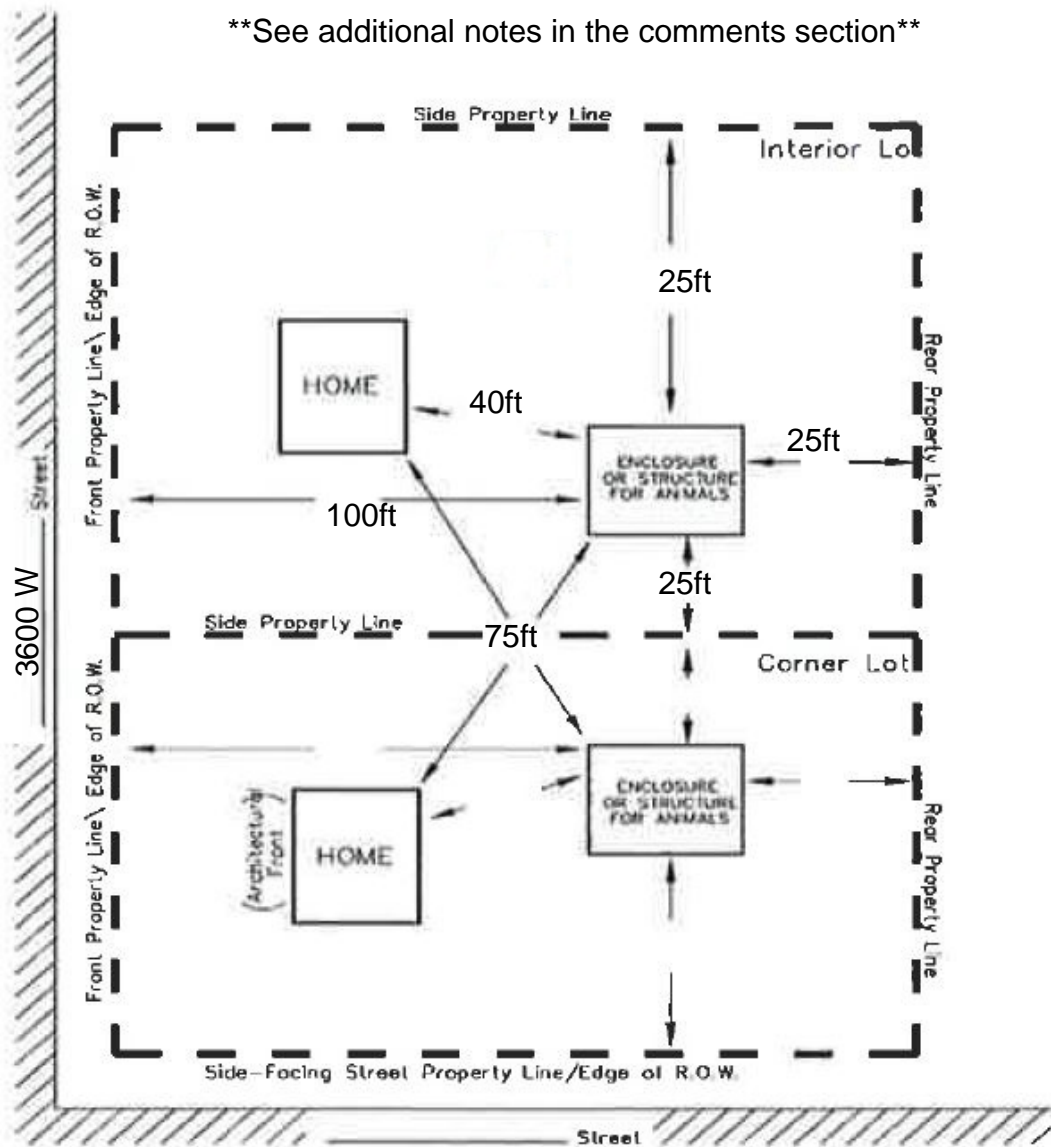 **See additional notes in the comments section**
Side Property Line
Interior Lo
Front Property Line\ Edge of R.O.W.
25ft
HOME
40ft
ENCLOSURE
OR STRUCTURE
FOR ANIMALS
25ft
Rear Property Line
Street
3600 W
100ft
25ft
Side Property Line
75ft
Corner Lot
Front Property Line\ Edge of R.O.W.
(Architectural
Front)
HOME
ENCLOSURE
OR STRUCTURE
FOR ANIMALS
Rear Property Line
Side-Facing Street Property Line/Edge of R.O.W.
Street